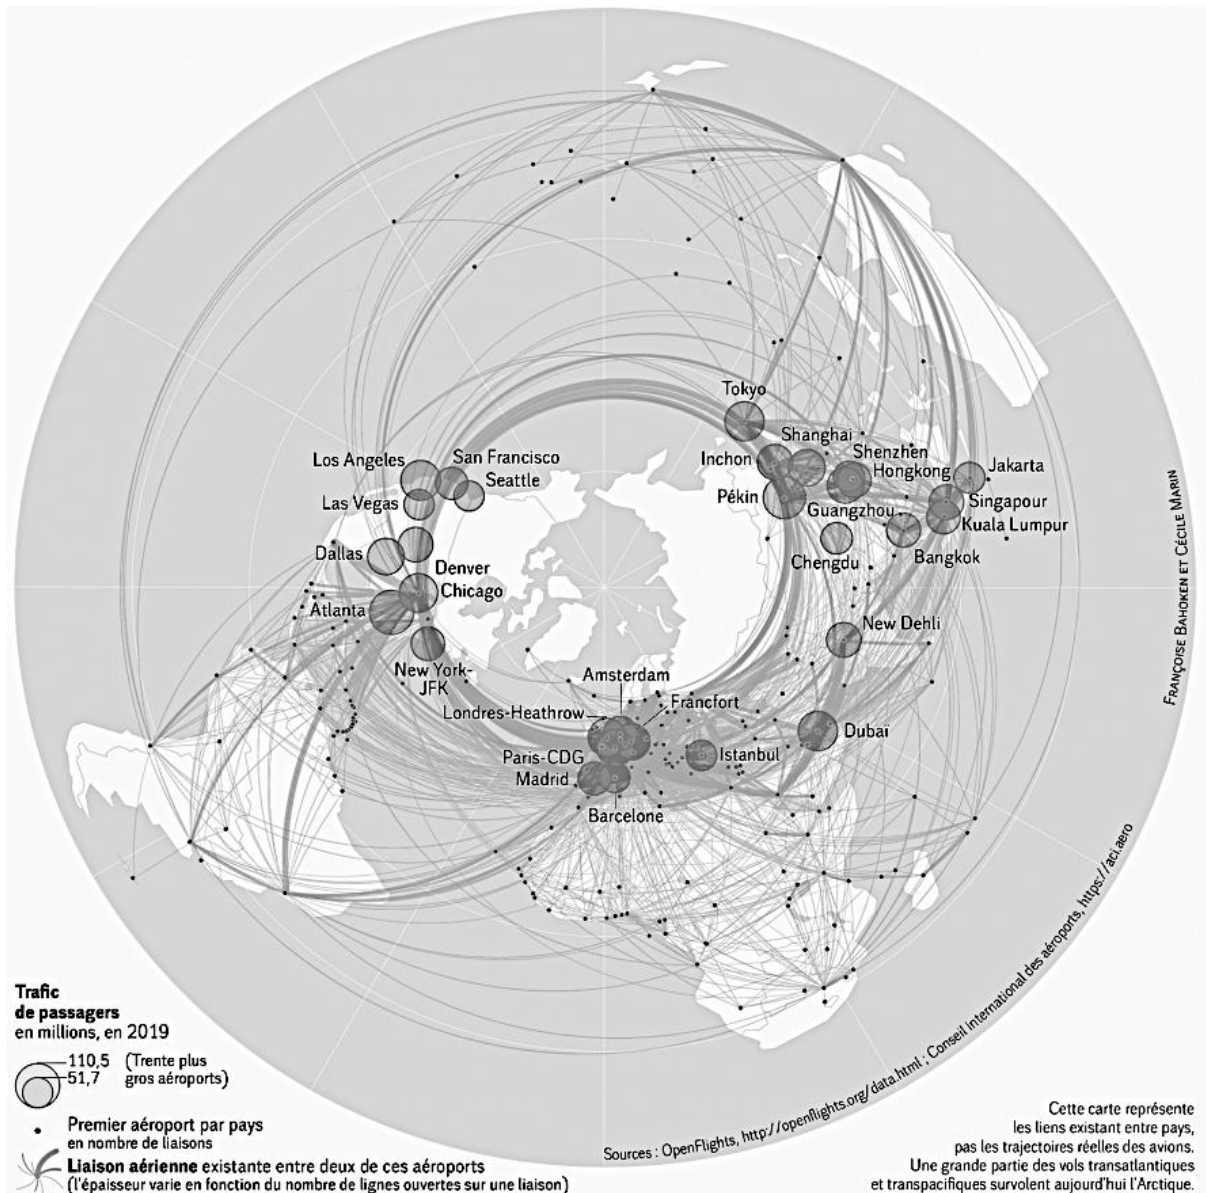 Tokyo
Shanghai
Inchon
Shenzhen
Hongkong
Jakarta
Los Angeles
San Francisco
Seattle
Las Vegas
Pékin
Guangzhou
Singapour
Kuala Lumpur
Dallas
Denver
Chengdu
Bangkok
Chicago
Atlanta
New Dehli
New York-
JFK
Amsterdam
Londres-Heathrow
Francfort
Dubaï
Paris-CDG
Istanbul
Madrid
Barcelone
FRANÇOISE BAHOKEN ET CÉCILE MARIN
Trafic
de passagers
en millions, en 2019
110,5 (Trente plus
51,7 gros aéroports)
Premier aéroport par pays
en nombre de liaisons
Liaison aérienne existante entre deux de ces aéroports
(l'épaisseur varie en fonction du nombre de lignes ouvertes sur une liaison)
Sources : OpenFlights, http://openflights.org/data.html ; Conseil international des aéroports, https://aci.aero
Cette carte représente
les liens existant entre pays,
pas les trajectoires réelles des avions.
Une grande partie des vols transatlantiques
et transpacifiques survolent aujourd'hui l'Arctique.